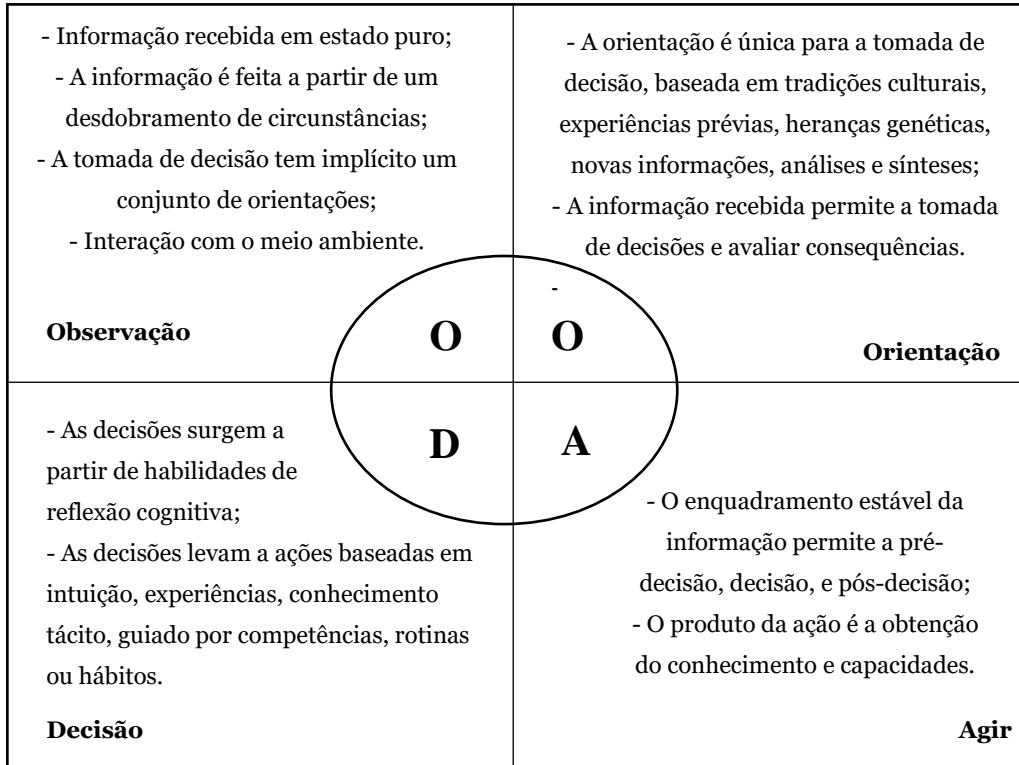 - Informação recebida em estado puro;
- A informação é feita a partir de um
desdobramento de circunstâncias;
- A tomada de decisão tem implícito um
conjunto de orientações;
- Interação com o meio ambiente.
Observação
O
- A orientação é única para a tomada de
decisão, baseada em tradições culturais,
experiências prévias, heranças genéticas,
novas informações, análises e sínteses;
- A informação recebida permite a tomada
de decisões e avaliar consequências.
-
O
Orientação
- As decisões surgem a
partir de habilidades de
reflexão cognitiva;
- As decisões levam a ações baseadas em
intuição, experiências, conhecimento
tácito, guiado por competências, rotinas
ou hábitos.
D
Decisão
A
- O enquadramento estável da
informação permite a pré-
decisão, decisão, e pós-decisão;
- O produto da ação é a obtenção
do conhecimento e capacidades.
Agir